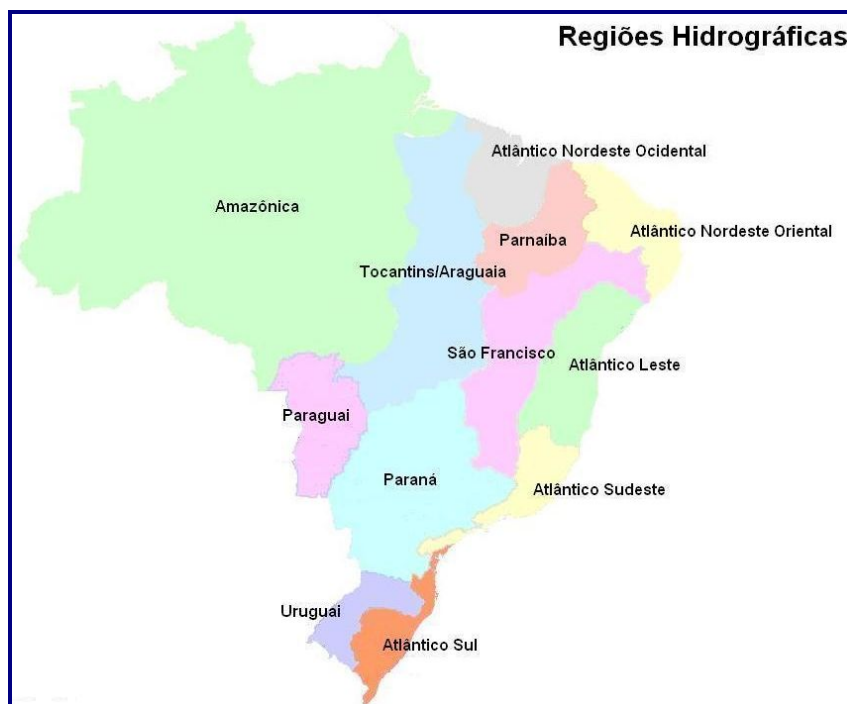 Regiões Hidrográficas
Atlântico Nordeste Ocidental
Amazônica
Atlântico Nordeste Oriental
Parnaíba
Tocantins/Araguaia
São Francisco
Atlântico Leste
Paraguai
Paraná
Atlântico Sudeste
Uruguai
Atlântico Sul